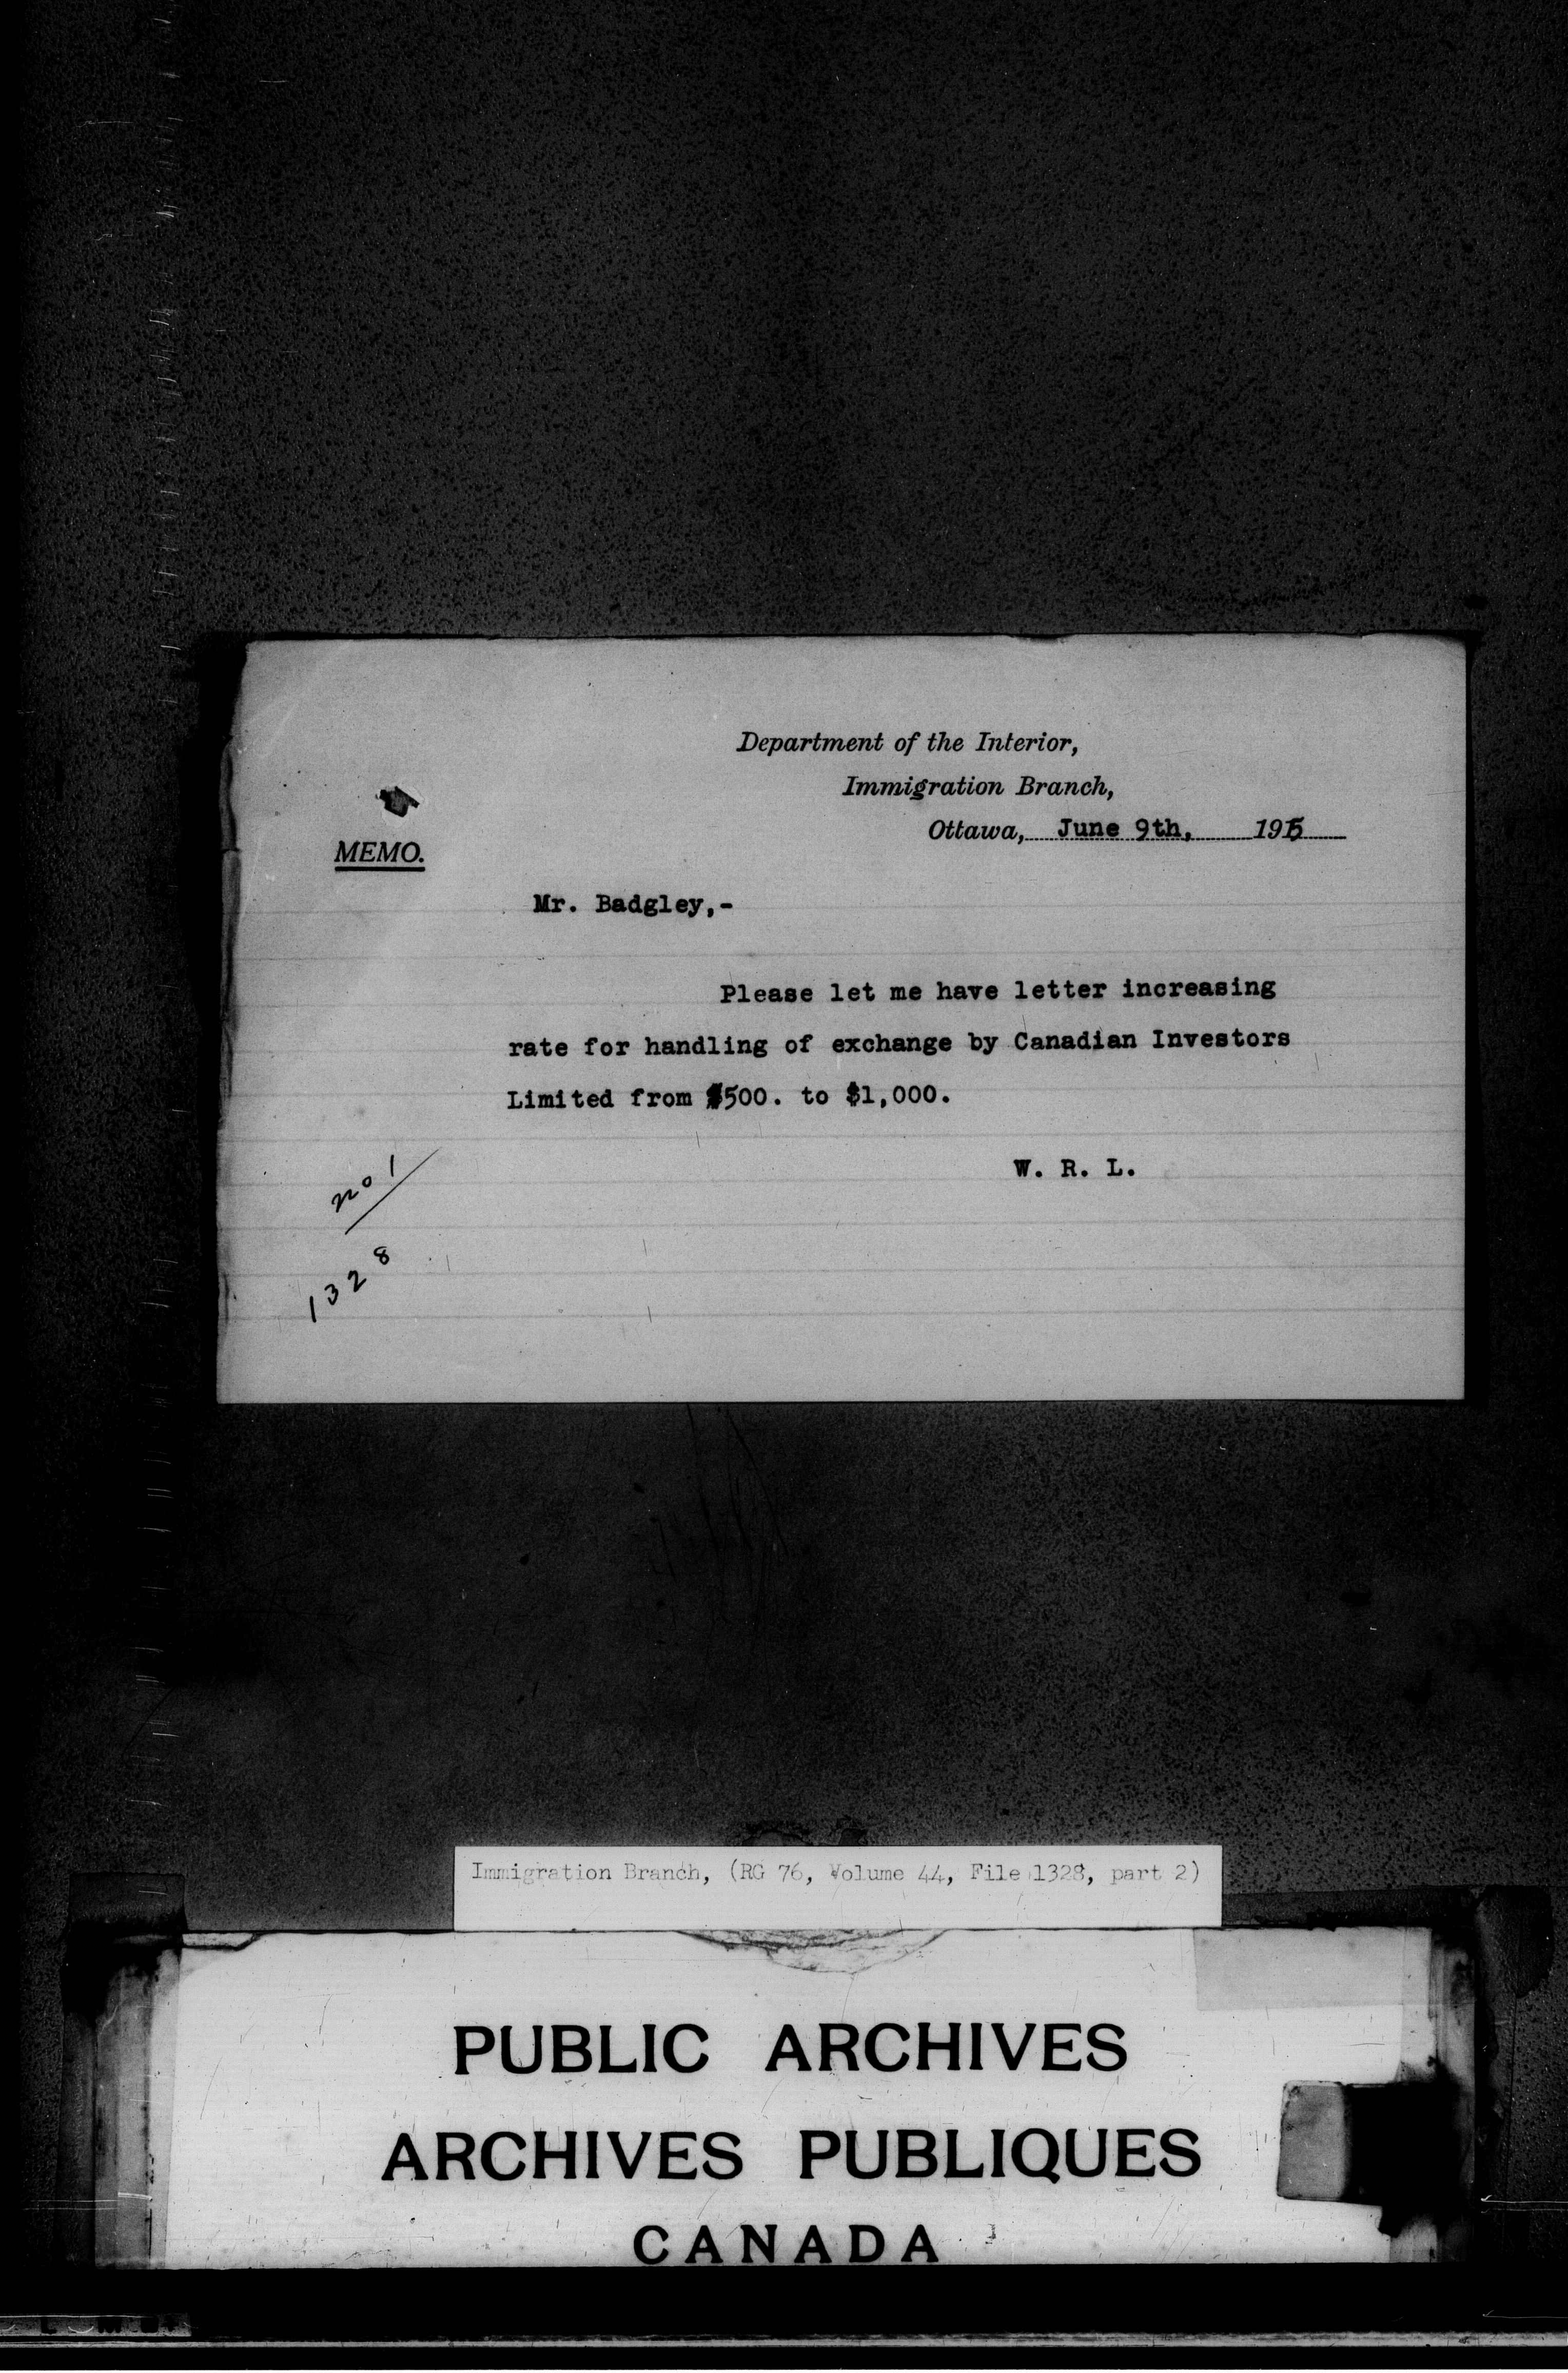 Department of the Interior,
Immigration Branch,
Ottawa, June 9th, 1915
MEMO.
Mr. Badgley,-
Please let me have letter increasing
rate for handling of exchange by Canadian Investors
Limited from $500. to $1,000.
W. R. L.
no 1
1328
Immigration Branch, (RG 76, Volume 44, File 1328, part 2)
PUBLIC ARCHIVES
ARCHIVES PUBLIQUES
CANADA